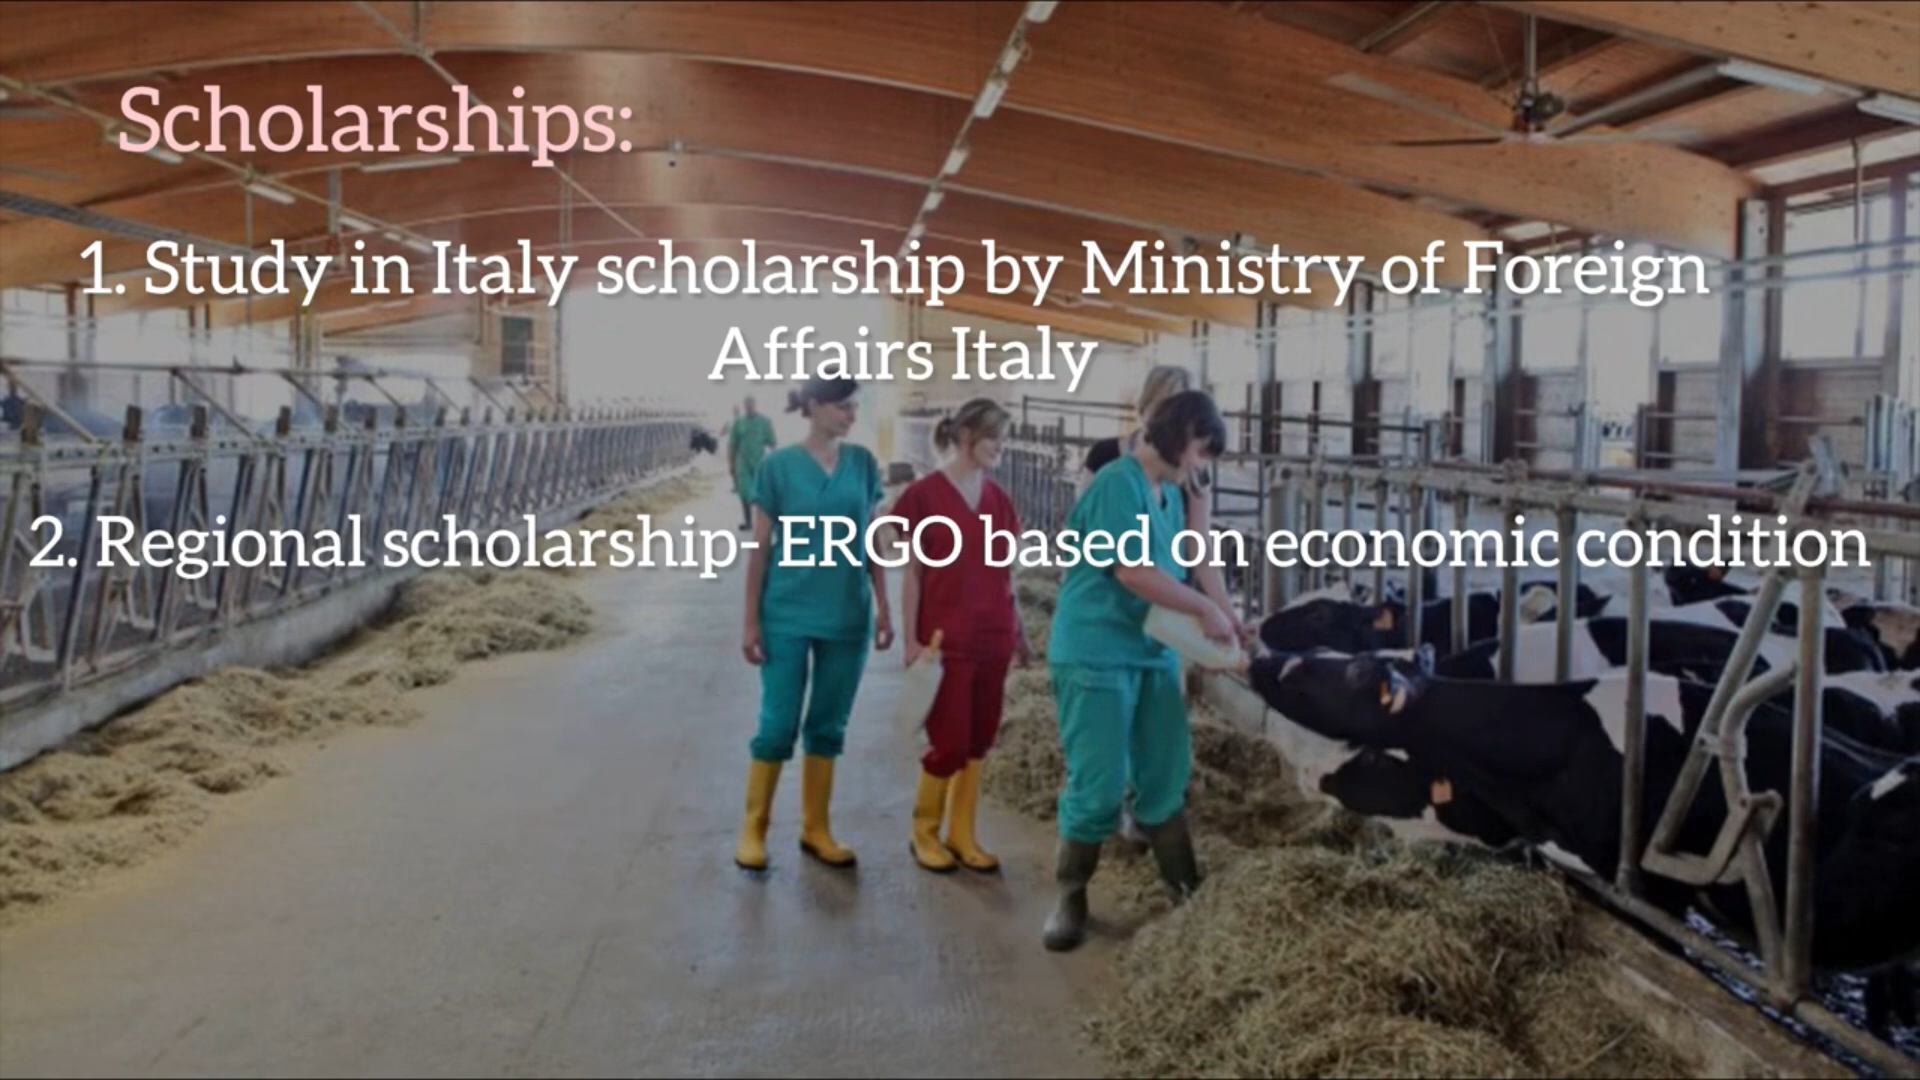 Scholarships:
1. Study in Italy scholarship by Ministry of Foreign
Affairs Italy
2. Regional scholarship- ERGO based on economic condition